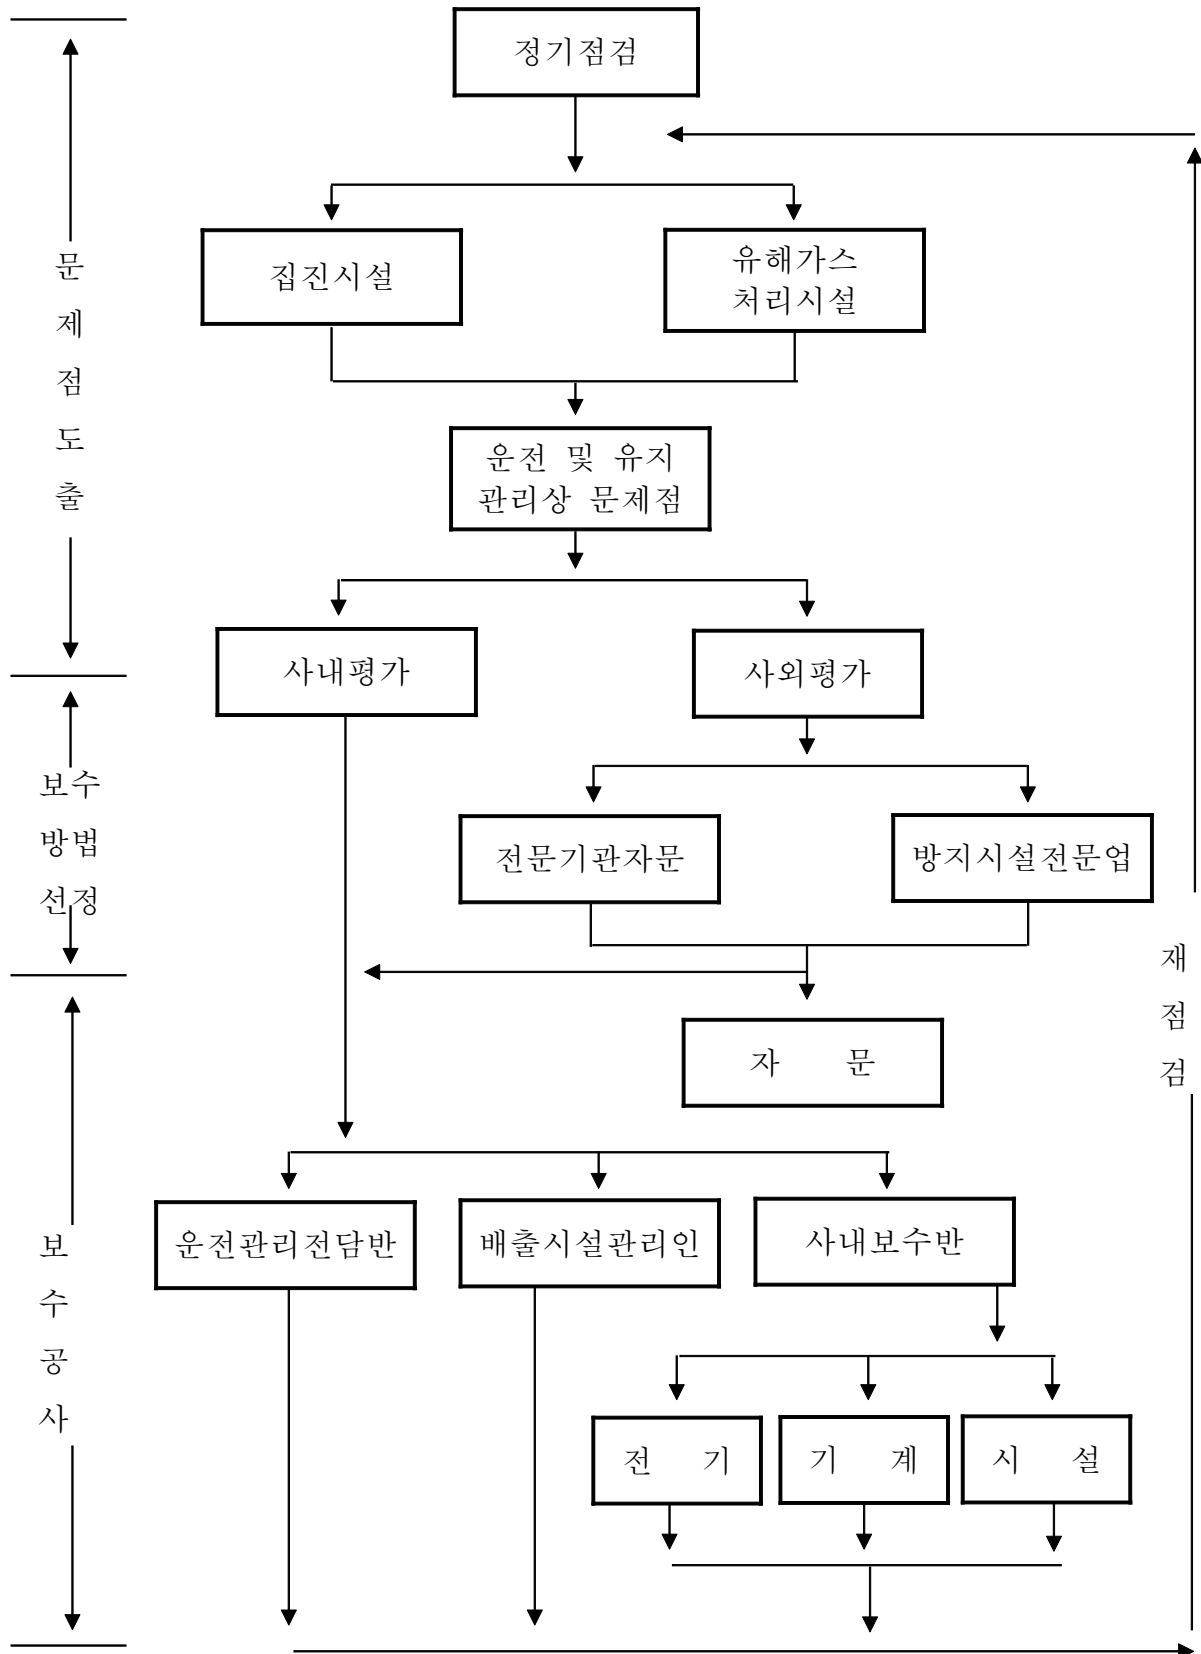 정기점검
집진시설
유해가스
처리시설
운전 및 유지
관리상 문제점
문
제
점
도
출
사내평가
사외평가
보수
방법
선정
전문기관자문
방지시설전문업
자 문
재
점
검
운전관리전담반
배출시설관리인
사내보수반
보
수
공
사
전 기
기 계
시 설